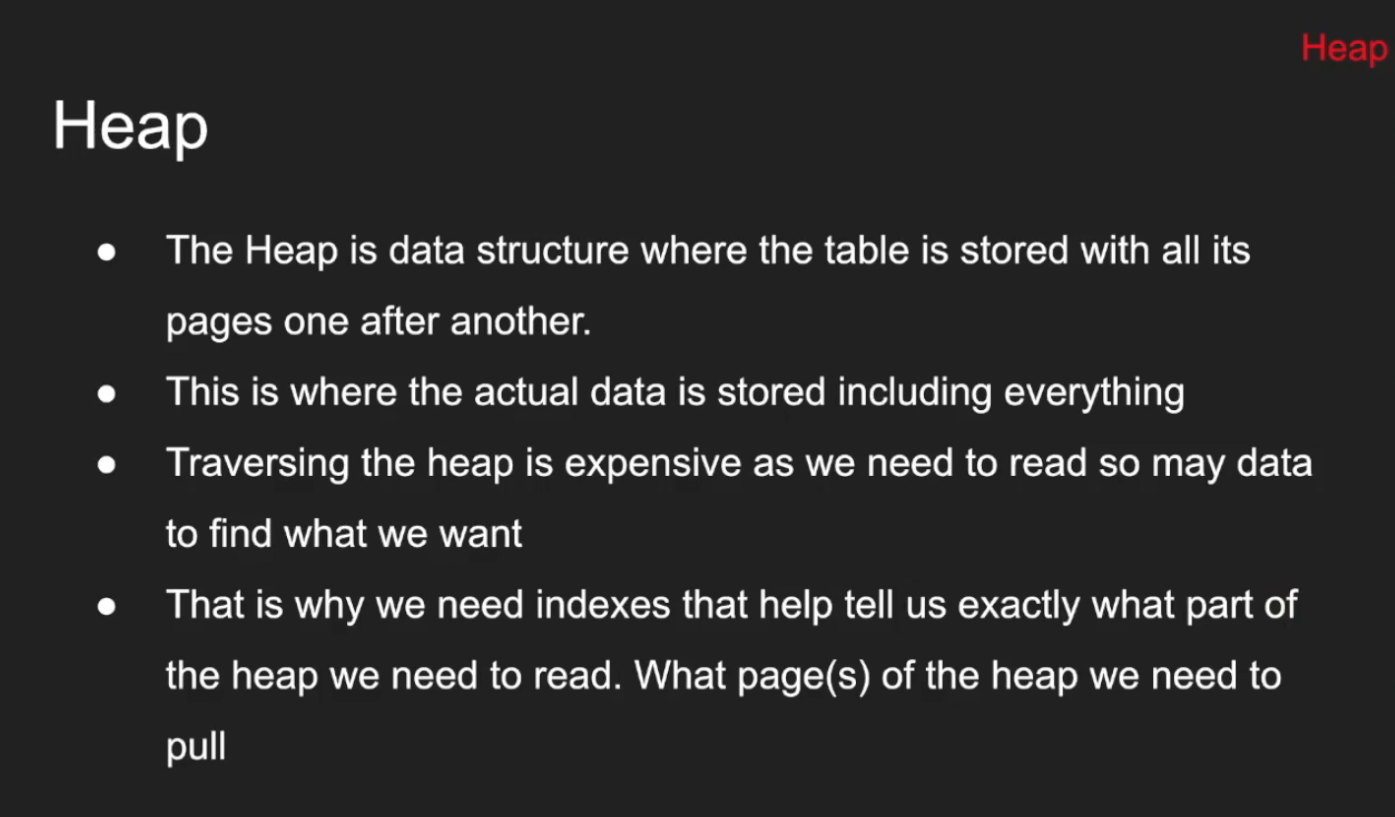 Heap
Heap
● The Heap is data structure where the table is stored with all its
pages one after another.
● This is where the actual data is stored including everything
● Traversing the heap is expensive as we need to read so may data
to find what we want
● That is why we need indexes that help tell us exactly what part of
the heap we need to read. What page(s) of the heap we need to
pull